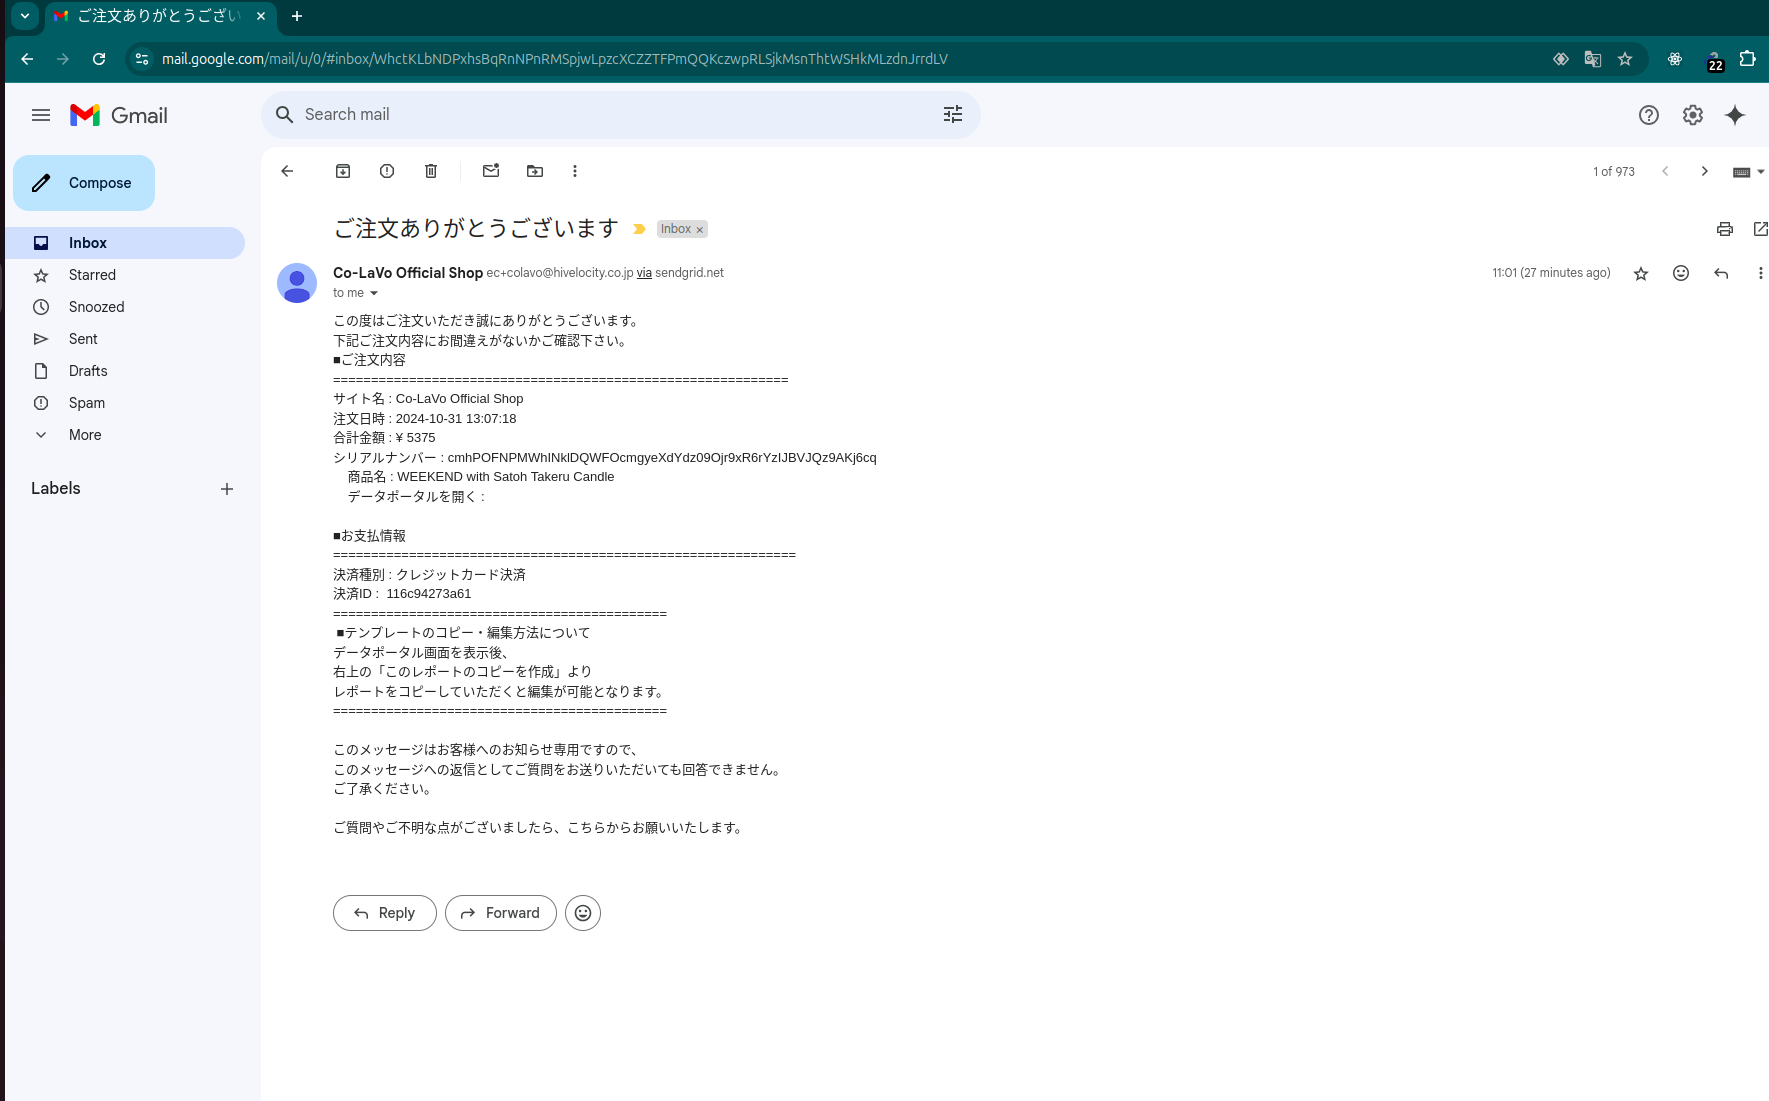 ご注文ありがとうござい
mail.google.com/mail/u/0/#inbox/WhctKLbNDPxhsBqRnNPnRMSpjwLpzcXCZZTFPmQQKczwpRLSjkMsnThtWSHkMLzdnJrrdLV
22
Gmail
Search mail
Compose
1 of 973
Inbox
Starred
Snoozed
Sent
Drafts
Spam
More
Labels
ご注文ありがとうございます
Inbox ×
Co-LaVo Official Shop ec+colavo@hivelocity.co.jp via sendgrid.net
11:01 (27 minutes ago)
to me
この度はご注文いただき誠にありがとうございます。
下記ご注文内容にお間違えがないかご確認下さい。
■ご注文内容
============================================================
サイト名 : Co-LaVo Official Shop
注文日時 : 2024-10-31 13:07:18
合計金額 : ¥ 5375
シリアルナンバー : cmhPOFNPMWhINklDQWFOcmgyeXdYdz09Ojr9xR6rYzIJBVJQz9AKj6cq
商品名 : WEEKEND with Satoh Takeru Candle
データポータルを開く :
■お支払情報
=============================================================
決済種別 : クレジットカード決済
決済ID : 116c94273a61
============================================
■テンプレートのコピー・編集方法について
データポータル画面を表示後、
右上の「このレポートのコピーを作成」より
レポートをコピーしていただくと編集が可能となります。
============================================
このメッセージはお客様へのお知らせ専用ですので、
このメッセージへの返信としてご質問をお送りいただいても回答できません。
ご了承ください。
ご質問やご不明な点がございましたら、こちらからお願いいたします。
Reply
Forward